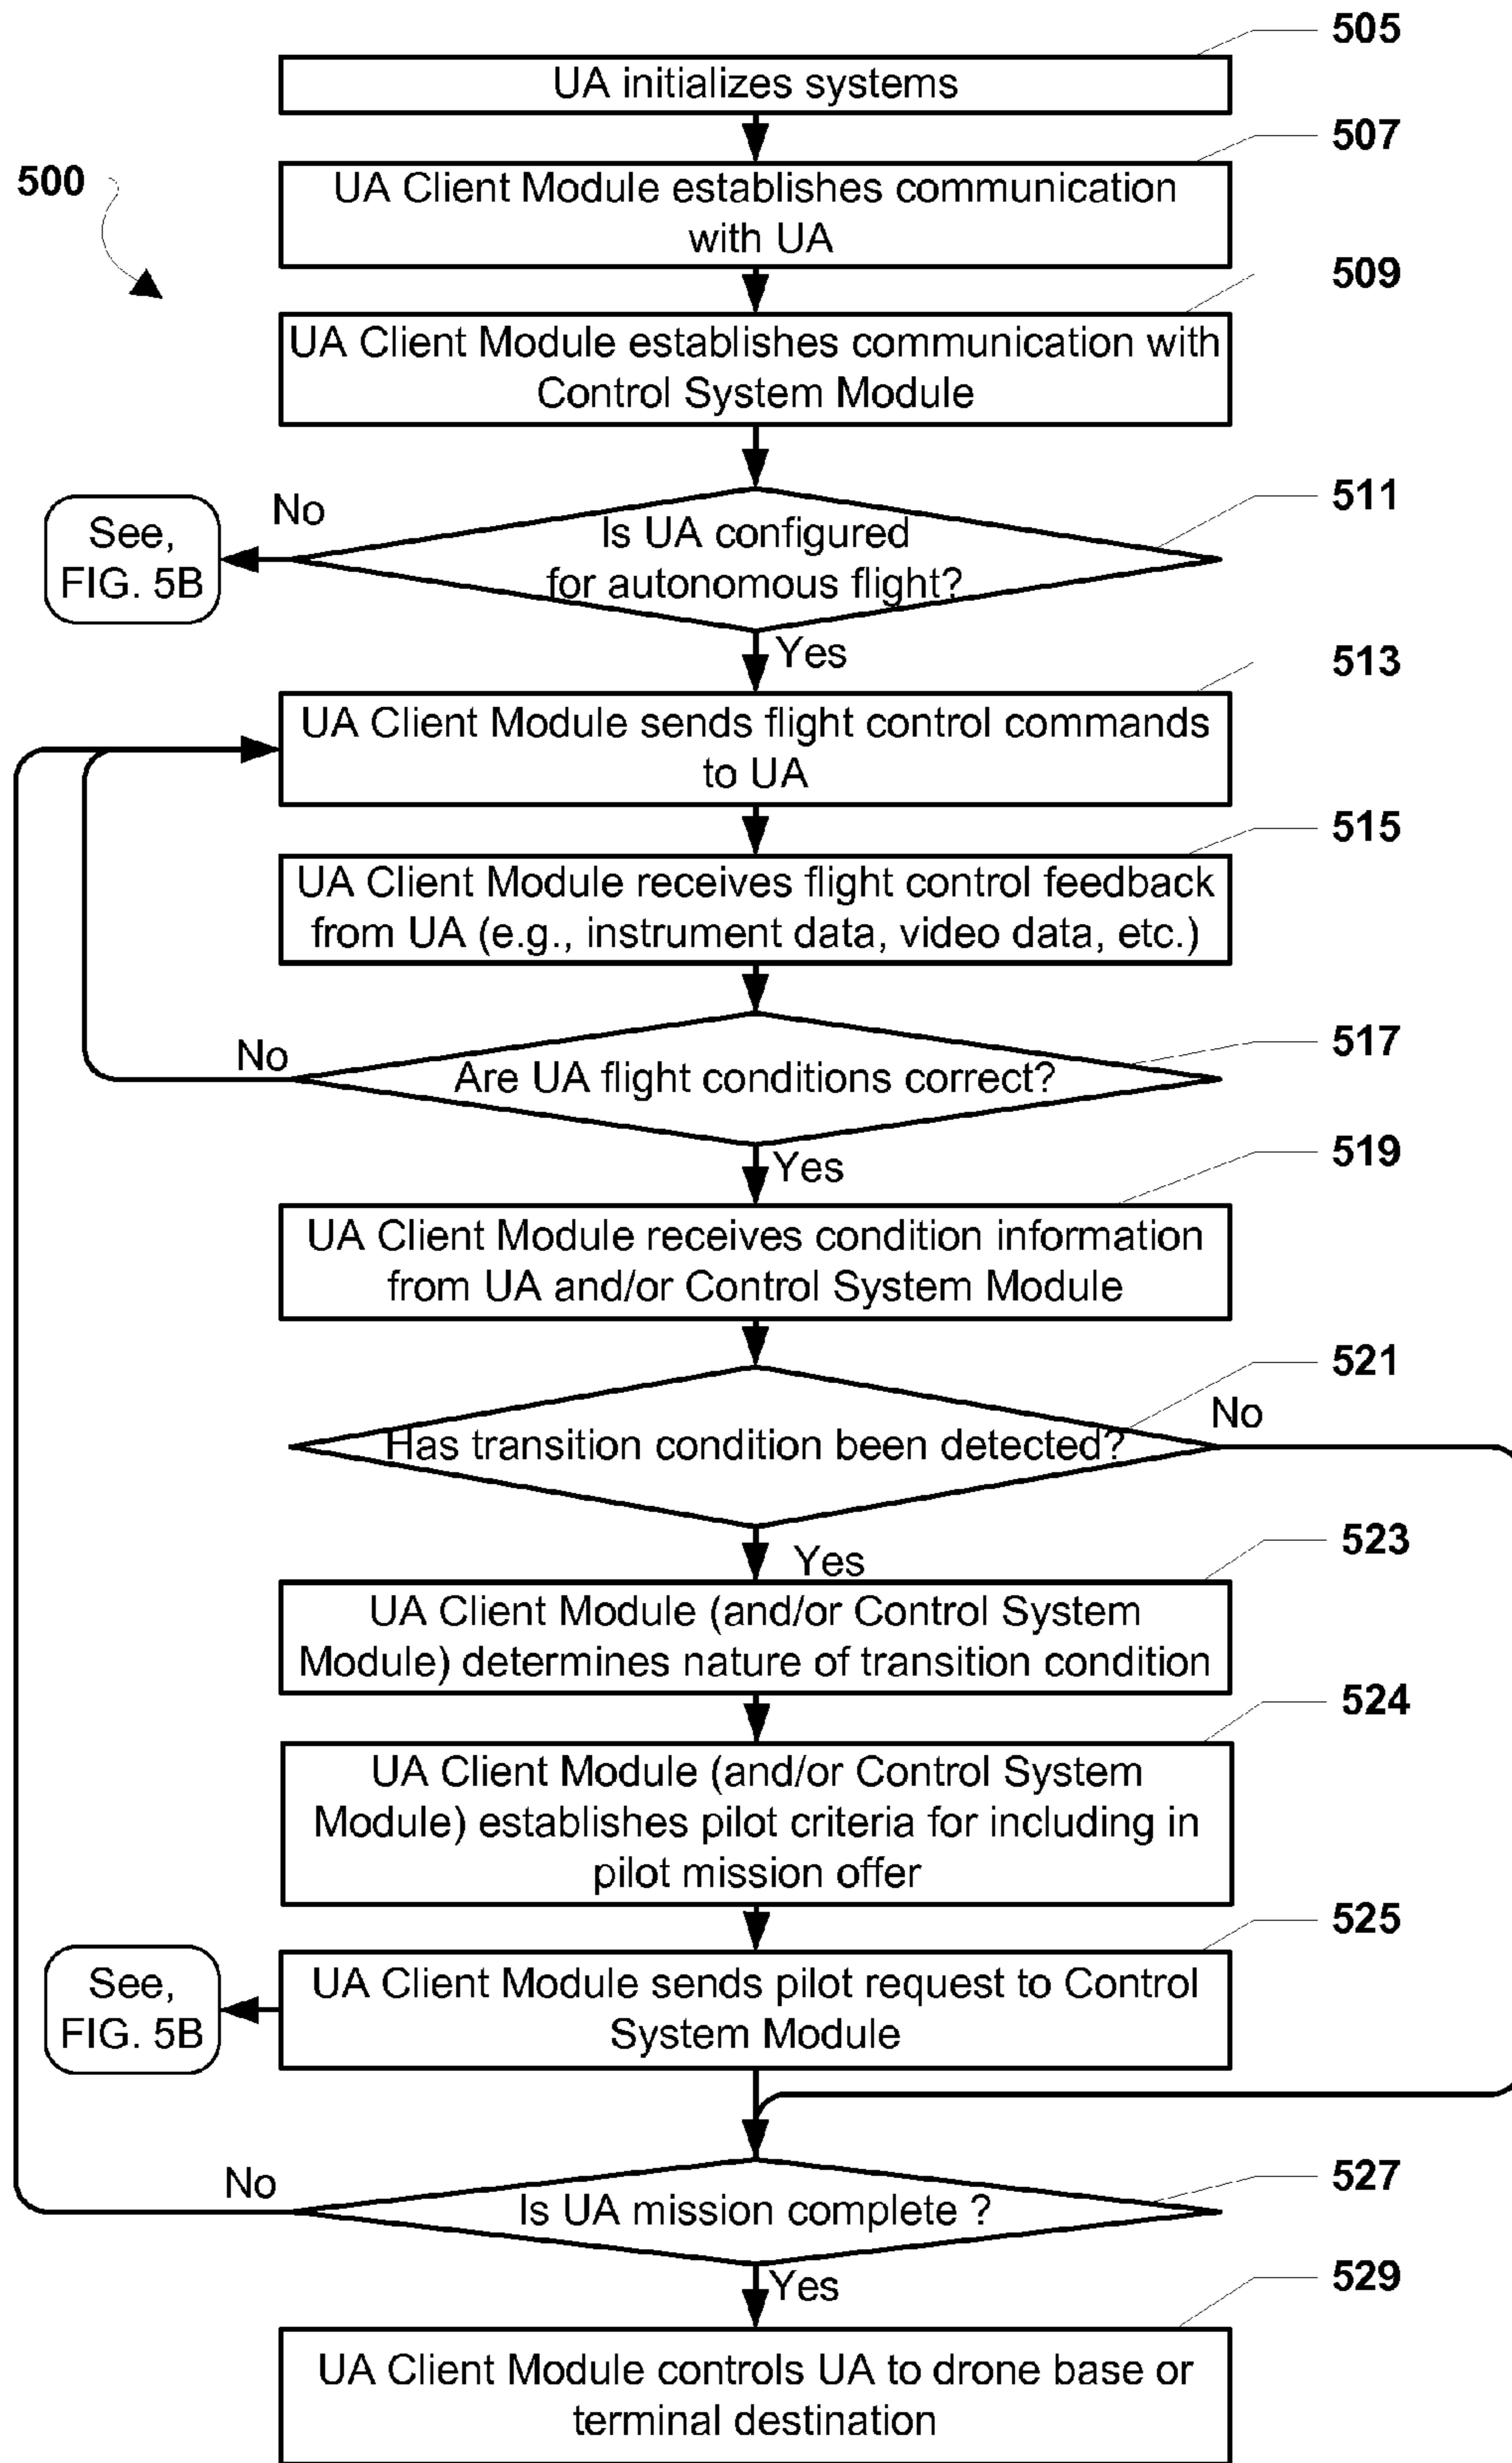 505
UA initializes systems
507
500
UA Client Module establishes communication
with UA
509
UA Client Module establishes communication with
Control System Module
511
No
See,
FIG. 5B
Is UA configured
for autonomous flight?
Yes
513
UA Client Module sends flight control commands
to UA
515
UA Client Module receives flight control feedback
from UA (e.g., instrument data, video data, etc.)
517
No
Are UA flight conditions correct?
Yes
519
UA Client Module receives condition information
from UA and/or Control System Module
521
No
Has transition condition been detected?
Yes
523
UA Client Module (and/or Control System
Module) determines nature of transition condition
524
UA Client Module (and/or Control System
Module) establishes pilot criteria for including in
pilot mission offer
525
See,
FIG. 5B
UA Client Module sends pilot request to Control
System Module
527
No
Is UA mission complete ?
Yes
529
UA Client Module controls UA to drone base or
terminal destination